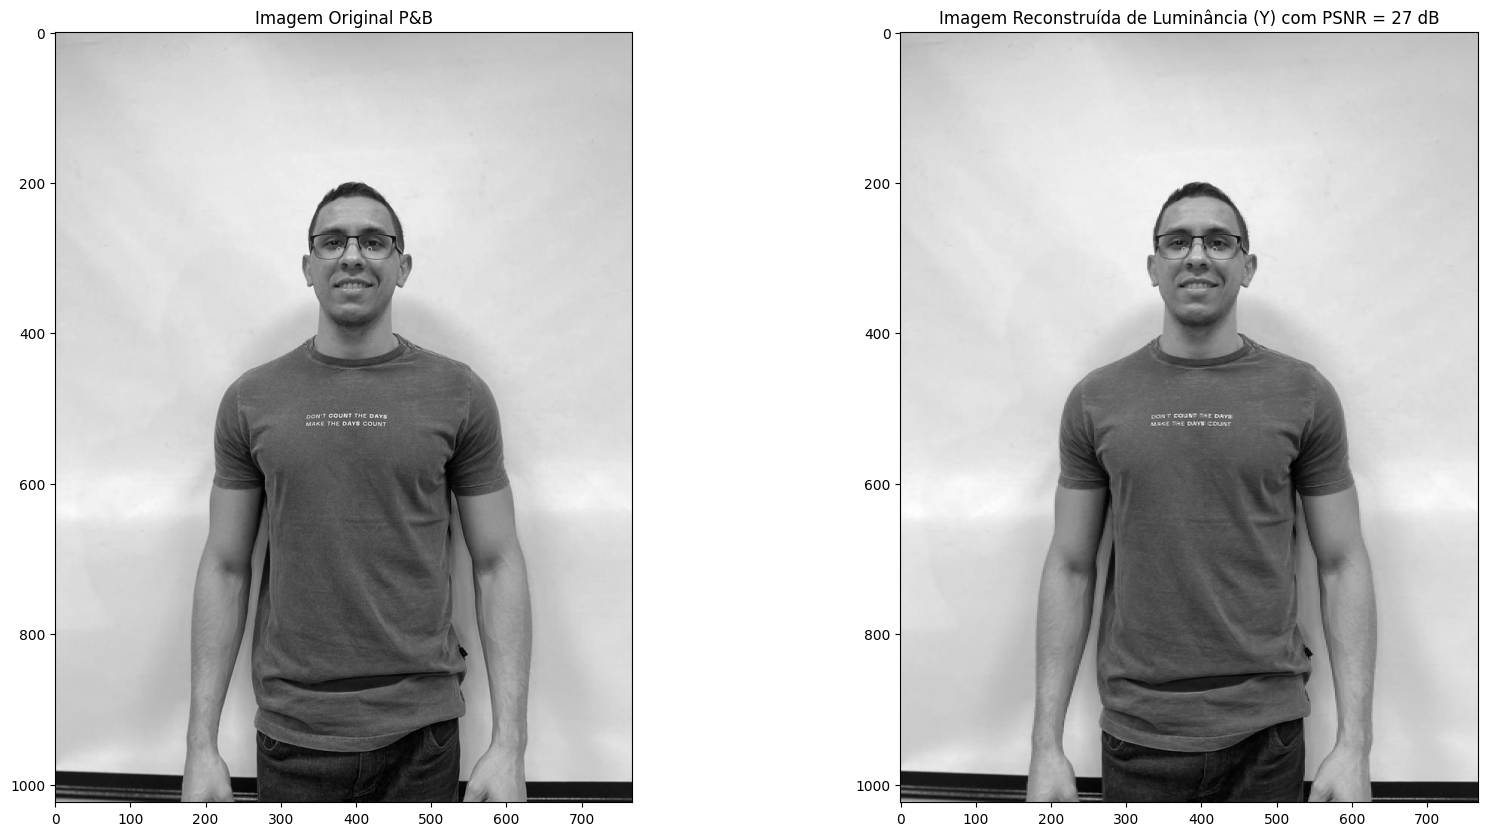 Imagem Original P&B
0
200
400
600
800
1000
0 100 200 300 400 500 600 700
DON'T COUNT THE DAYS
MAKE THE DAYS COUNT
Imagem Reconstruída de Luminância (Y) com PSNR = 27 dB
0
200
400
600
800
1000
0 100 200 300 400 500 600 700
DON'T COUNT THE DAYS
MAKE THE DAYS COUNT